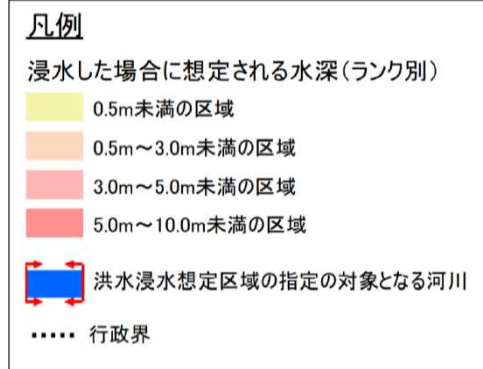 凡例
浸水した場合に想定される水深(ランク別)
0.5m未満の区域
0.5m～3.0m未満の区域
3.0m～5.0m未満の区域
5.0m～10.0m未満の区域
洪水浸水想定区域の指定の対象となる河川
行政界